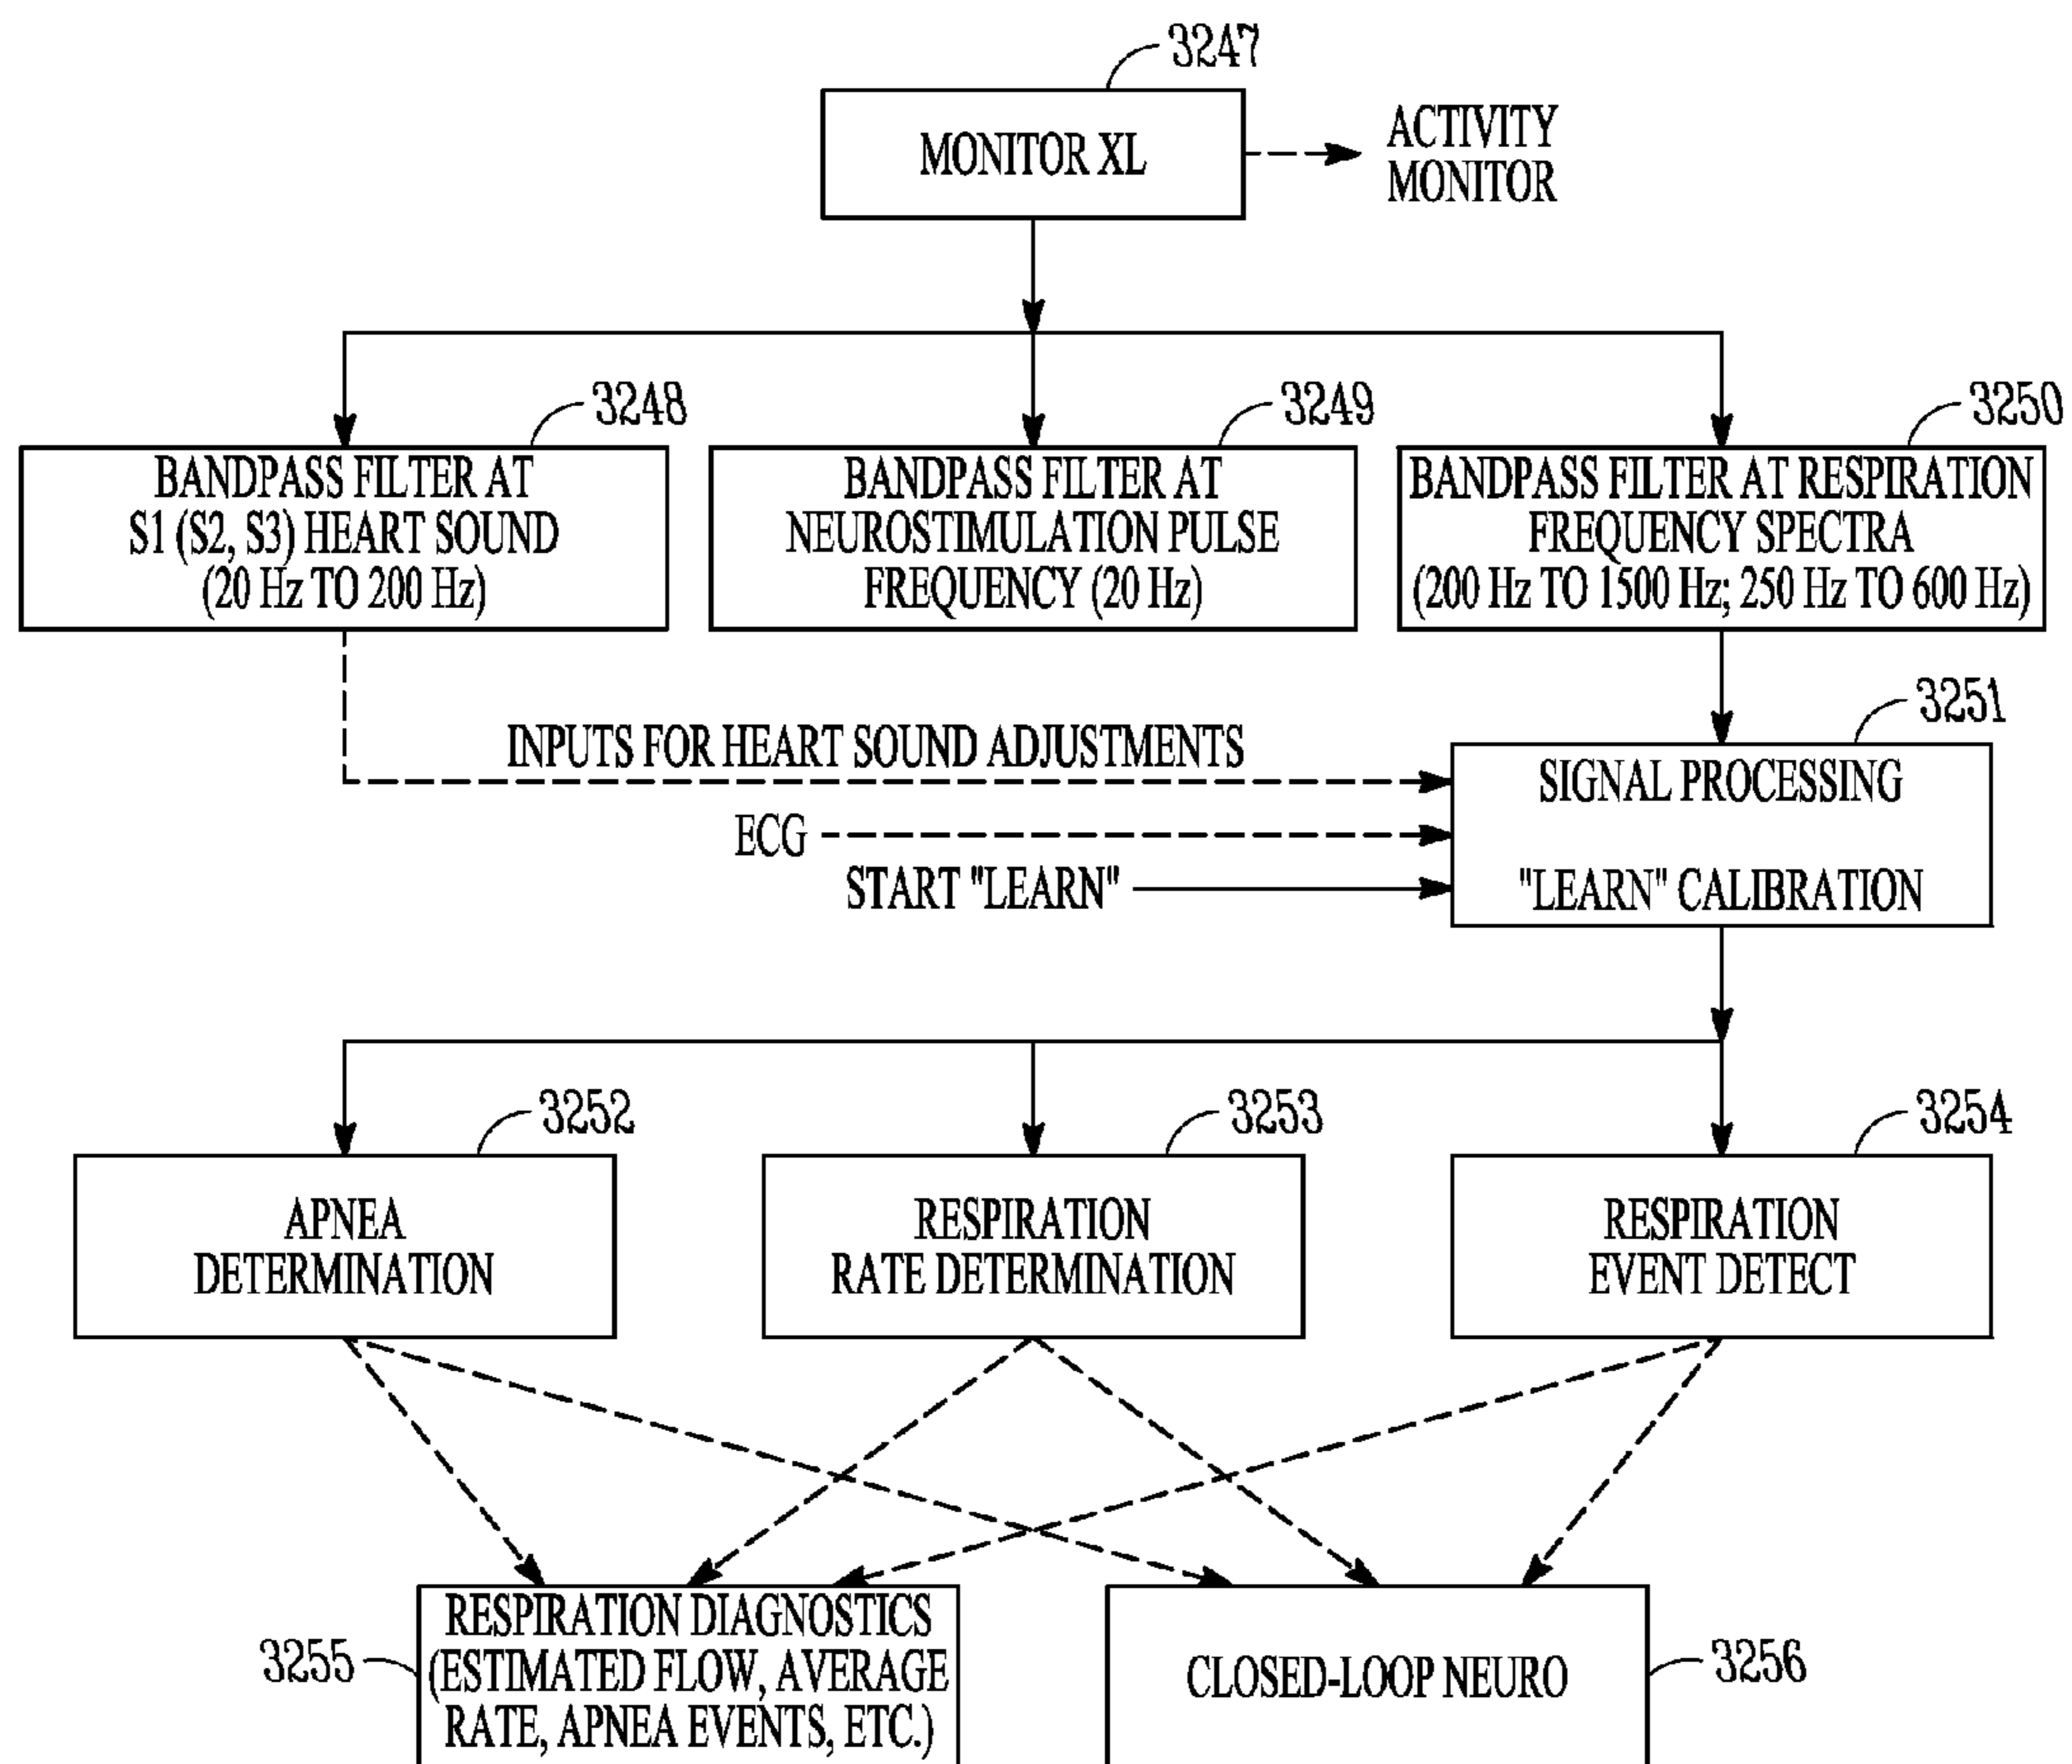 3247
MONITOR XL
ACTIVITY
MONITOR
3248
BANDPASS FILTER AT
S1 (S2, S3) HEART SOUND
(20 Hz TO 200 Hz)
3249
BANDPASS FILTER AT
NEUROSTIMULATION PULSE
FREQUENCY (20 Hz)
3250
BANDPASS FILTER AT RESPIRATION
FREQUENCY SPECTRA
(200 Hz TO 1500 Hz; 250 Hz TO 600 Hz)
3251
INPUTS FOR HEART SOUND ADJUSTMENTS
ECG
START "LEARN"
SIGNAL PROCESSING
"LEARN" CALIBRATION
3252
APNEA
DETERMINATION
3253
RESPIRATION
RATE DETERMINATION
3254
RESPIRATION
EVENT DETECT
3255
RESPIRATION DIAGNOSTICS
(ESTIMATED FLOW, AVERAGE
RATE, APNEA EVENTS, ETC.)
CLOSED-LOOP NEURO
3256